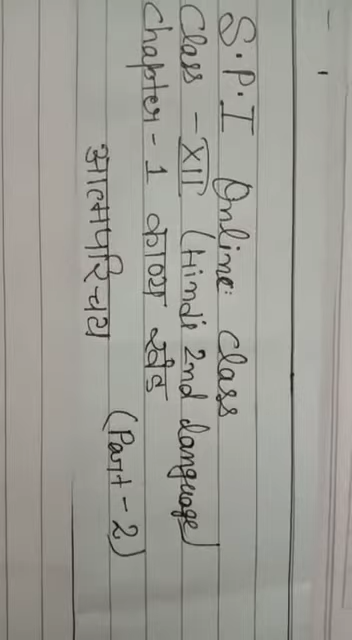 S.P.I Online class
Class - XII (Hindi 2nd language)
Chapter - 1 काव्य खंड
आत्मपरिचय
(Part - 2)